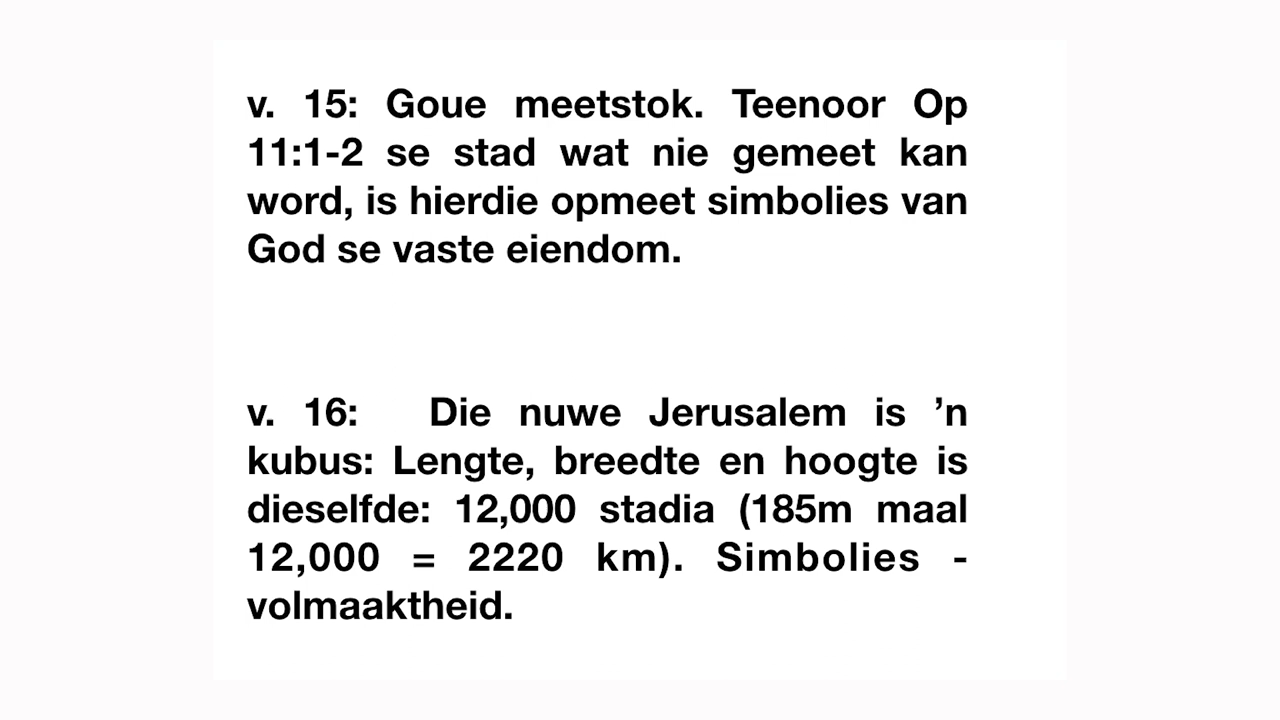 v. 15: Goue meetstok. Teenoor Op
11:1-2 se stad wat nie gemeet kan
word, is hierdie opmeet simbolies van
God se vaste eiendom.
v. 16: Die nuwe Jerusalem is ’n
kubus: Lengte, breedte en hoogte is
dieselfde: 12,000 stadia (185m maal
12,000 = 2220 km). Simbolies -
volmaaktheid.